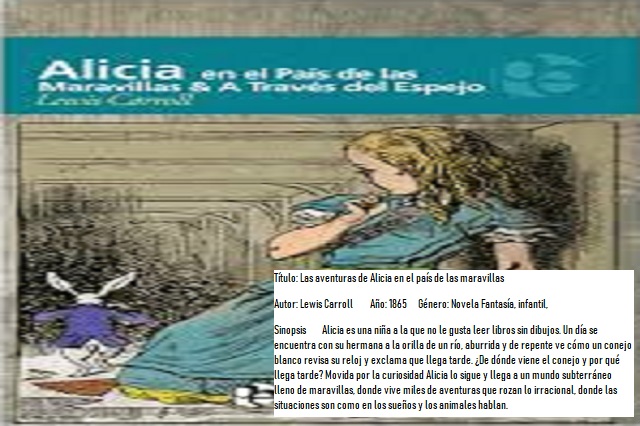 Alicia en el País de las
Maravillas & A Través del Espejo
Lewis Carroll
Título: Las aventuras de Alicia en el país de las maravillas
Autor: Lewis Carroll Año: 1865 Género: Novela Fantasía, infantil,
Sinopsis Alicia es una niña a la que no le gusta leer libros sin dibujos. Un día se
encuentra con su hermana a la orilla de un río, aburrida y de repente ve cómo un conejo
blanco revisa su reloj y exclama que llega tarde. ¿De dónde viene el conejo y por qué
llega tarde? Movida por la curiosidad Alicia lo sigue y llega a un mundo subterráneo
lleno de maravillas, donde vive miles de aventuras que rozan lo irracional, donde las
situaciones son como en los sueños y los animales hablan.